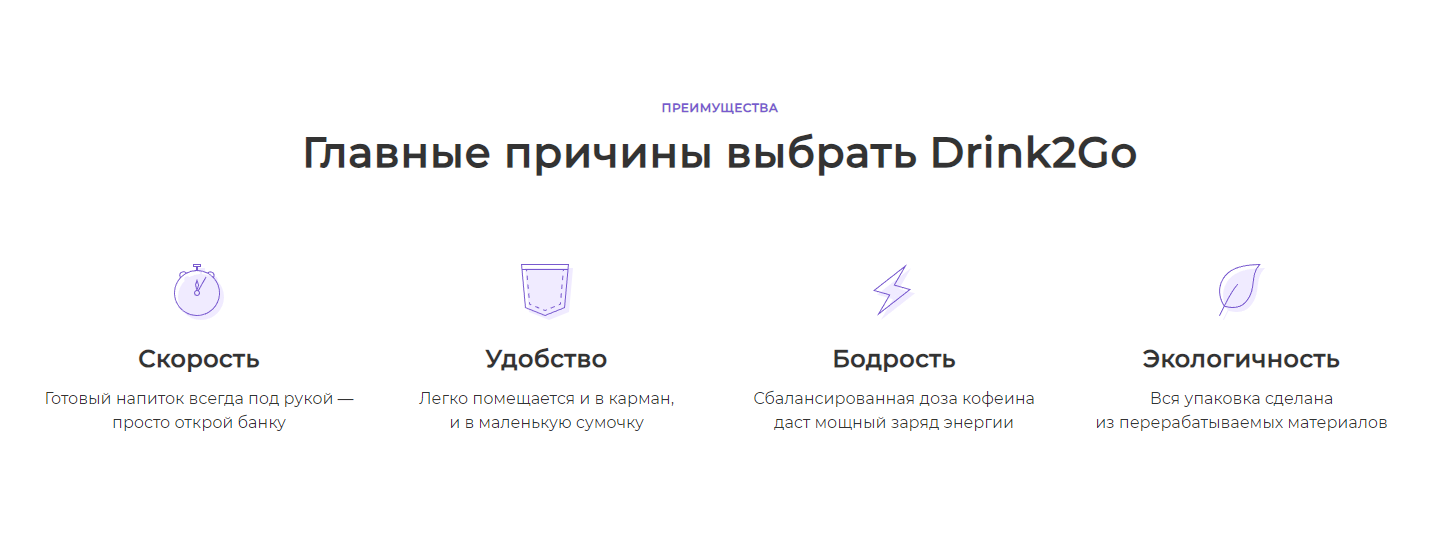 ПРЕИМУЩЕСТВА
Главные причины выбрать Drink2Go
Скорость
Готовый напиток всегда под рукой —
просто открой банку
Удобство
Легко помещается и в карман,
и в маленькую сумочку
Бодрость
Сбалансированная доза кофеина
даст мощный заряд энергии
Экологичность
Вся упаковка сделана
из перерабатываемых материалов